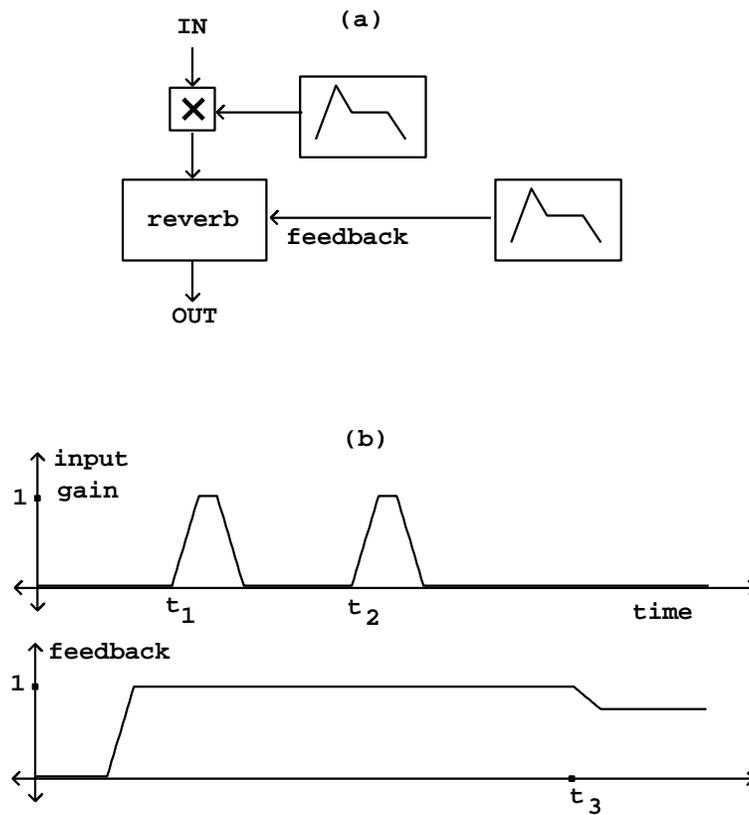 (a)
IN
reverb
feedback
OUT
(b)
input
gain
1
t1
t2
time
feedback
1
t3